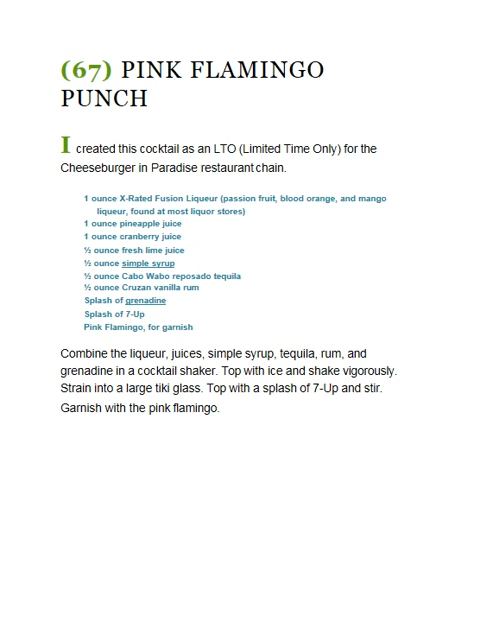 (67) PINK FLAMINGO
PUNCH
I created this cocktail as an LTO (Limited Time Only) for the
Cheeseburger in Paradise restaurant chain.
1 ounce X-Rated Fusion Liqueur (passion fruit, blood orange, and mango
liqueur, found at most liquor stores)
1 ounce pineapple juice
1 ounce cranberry juice
½ ounce fresh lime juice
½ ounce simple syrup
½ ounce Cabo Wabo reposado tequila
½ ounce Cruzan vanilla rum
Splash of grenadine
Splash of 7-Up
Pink Flamingo, for garnish
Combine the liqueur, juices, simple syrup, tequila, rum, and
grenadine in a cocktail shaker. Top with ice and shake vigorously.
Strain into a large tiki glass. Top with a splash of 7-Up and stir.
Garnish with the pink flamingo.